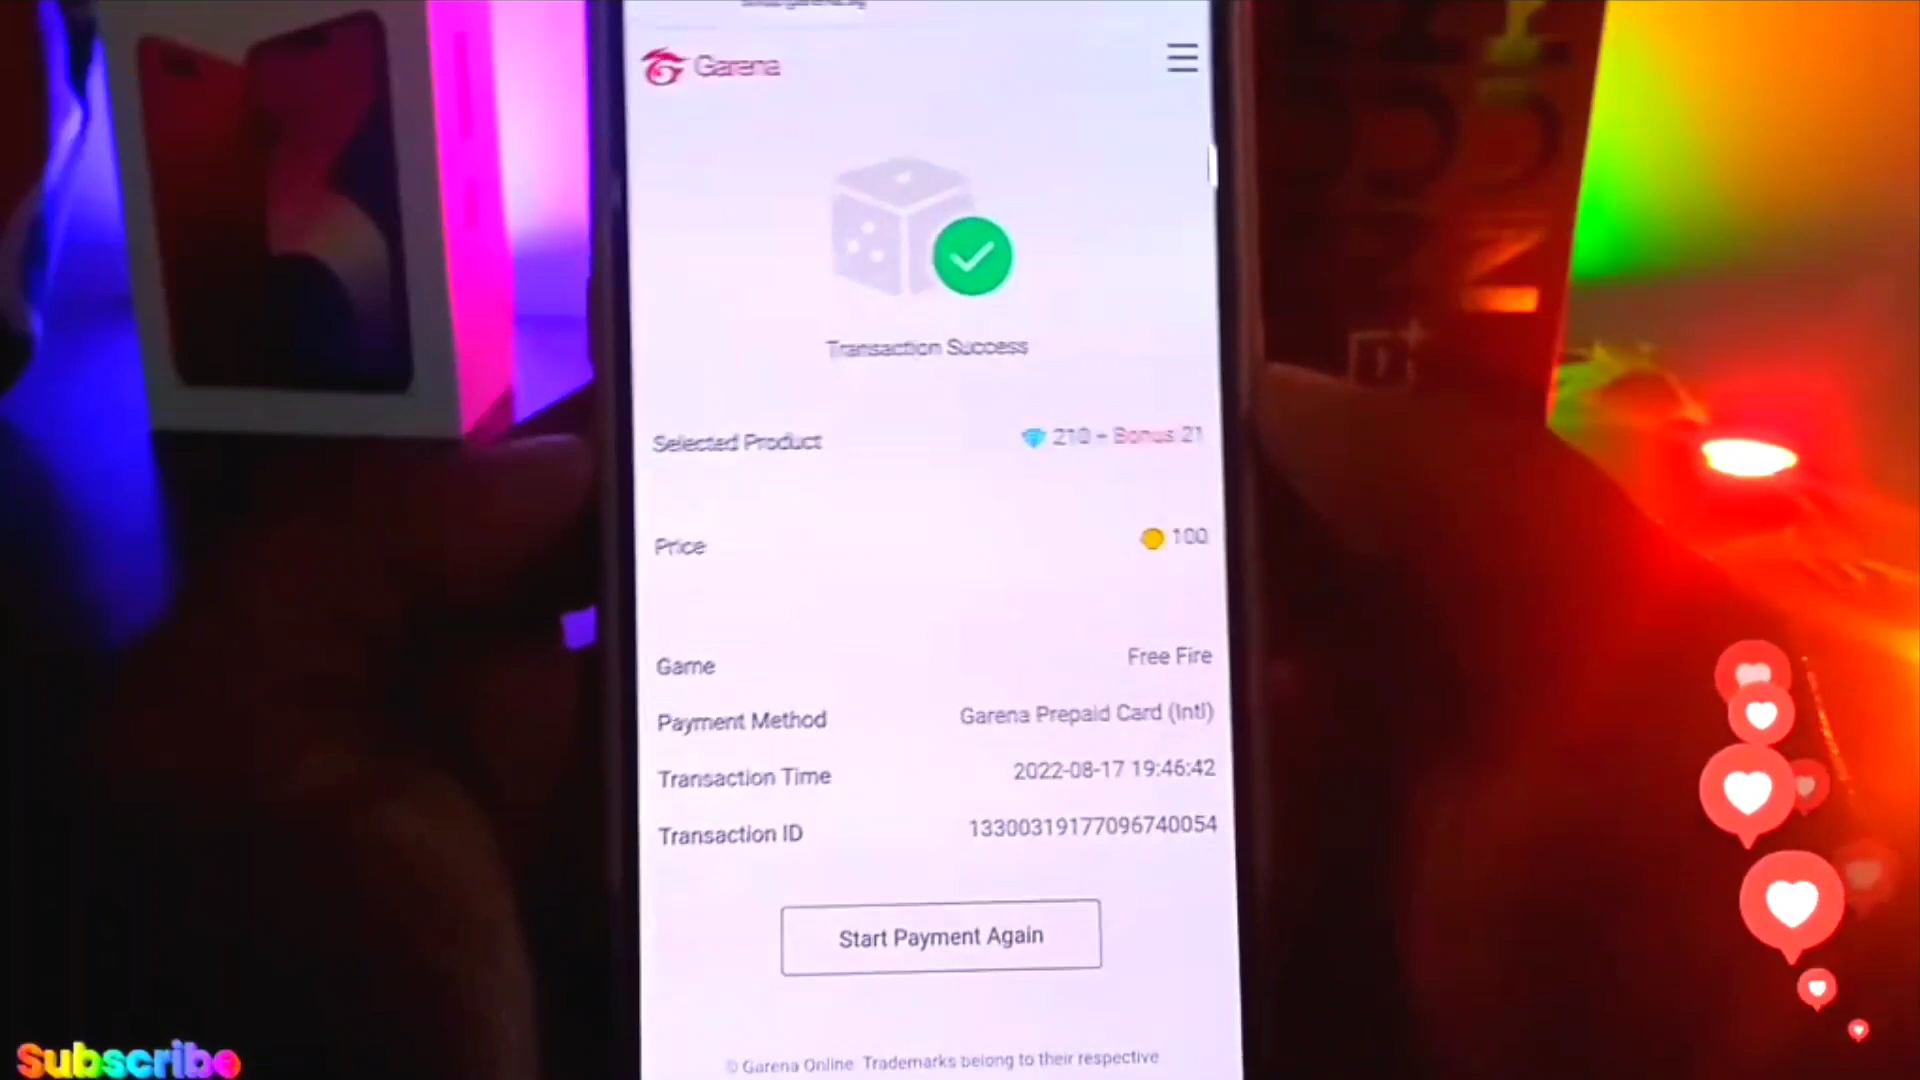 Garena
Transaction Success
Selected Product 210 + Bonus 21
Price 100
Game Free Fire
Payment Method Garena Prepaid Card (Intl)
Transaction Time 2022-08-17 19:46:42
Transaction ID 13300319177096740054
Start Payment Again
© Garena Online. Trademarks belong to their respective
Subscribe